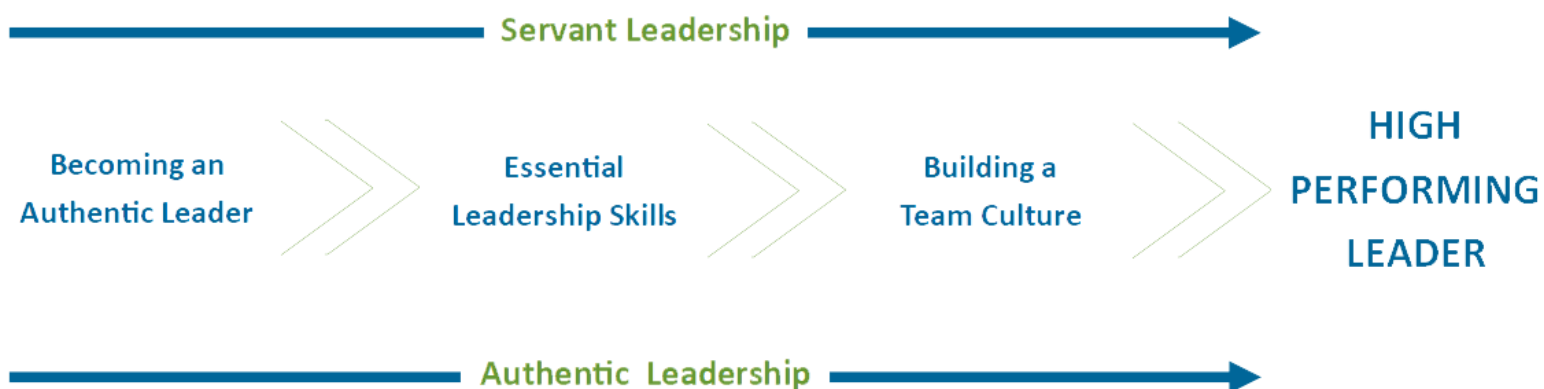 Servant Leadership
Becoming an
Authentic Leader
Essential
Leadership Skills
Building a
Team Culture
HIGH
PERFORMING
LEADER
Authentic Leadership